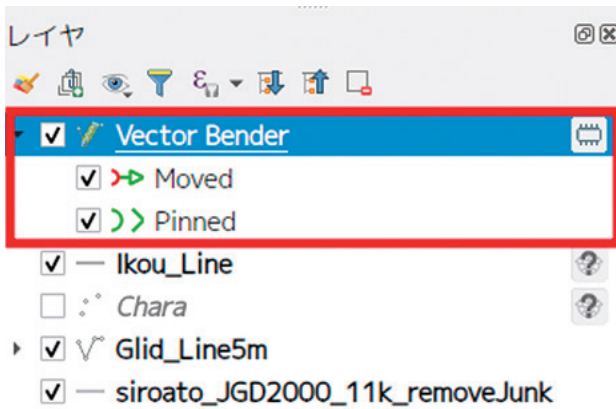 レイヤ
Vector Bender
Moved
Pinned
Ikou_Line
Chara
Glid_Line5m
siroato_JGD2000_11k_removeJunk